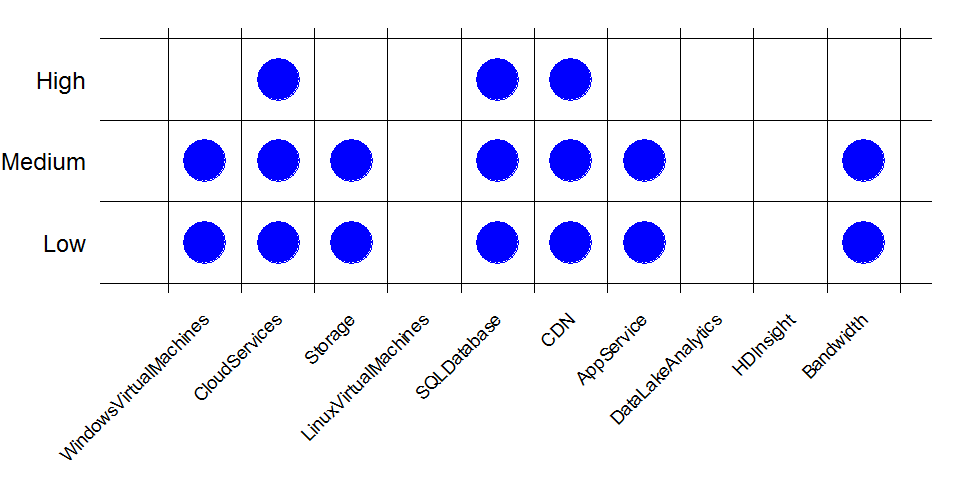 High
Medium
Low
WindowsVirtualMachines
CloudServices
Storage
LinuxVirtualMachines
SQLDatabase
CDN
AppService
DataLakeAnalytics
HDInsight
Bandwidth